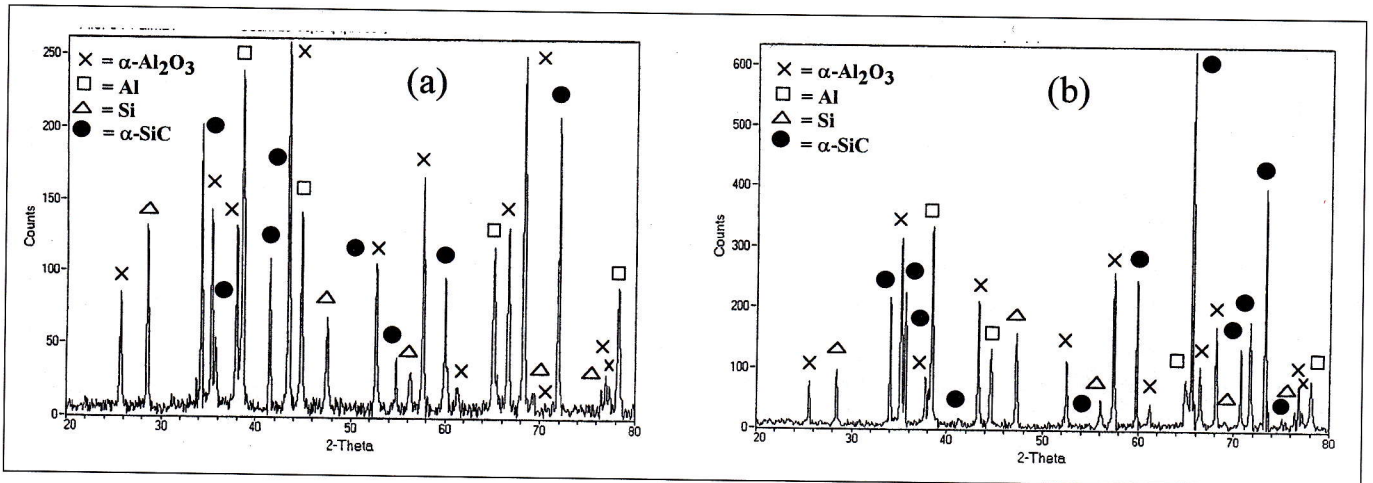 250
200
150
100
50
0
Counts
× = α-Al₂O₃
□ = Al
△ = Si
● = α-SiC
(a)
20 30 40 50 60 70 80
2-Theta
600
500
400
300
200
100
0
Counts
× = α-Al₂O₃
□ = Al
△ = Si
● = α-SiC
(b)
20 30 40 50 60 70 80
2-Theta